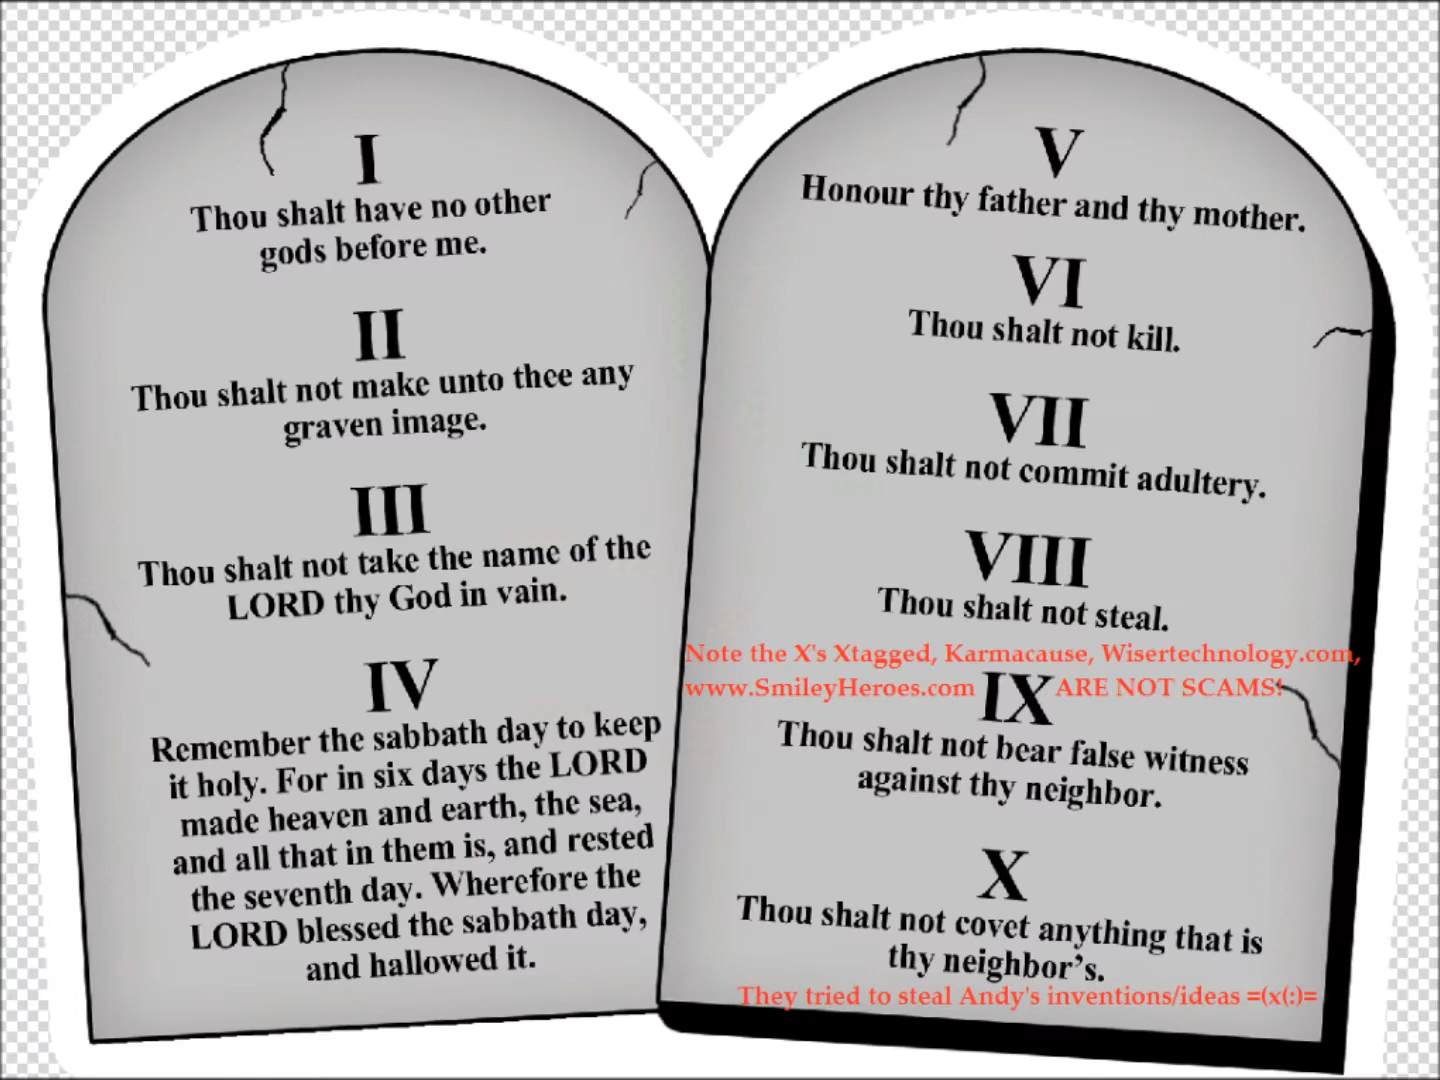 I
Thou shalt have no other
gods before me.
II
Thou shalt not make unto thee any
graven image.
III
Thou shalt not take the name of the
LORD thy God in vain.
IV
Remember the sabbath day to keep
it holy. For in six days the LORD
made heaven and earth, the sea,
and all that in them is, and rested
the seventh day. Wherefore the
LORD blessed the sabbath day,
and hallowed it.
V
Honour thy father and thy mother.
VI
Thou shalt not kill.
VII
Thou shalt not commit adultery.
VIII
Thou shalt not steal.
Note the X's Xtagged, Karmacause, Wisertechnology.com,
www.SmileyHeroes.com IX ARE NOT SCAMS!
Thou shalt not bear false witness
against thy neighbor.
X
Thou shalt not covet anything that is
thy neighbor's.
They tried to steal Andy's inventions/ideas =(x(:)=